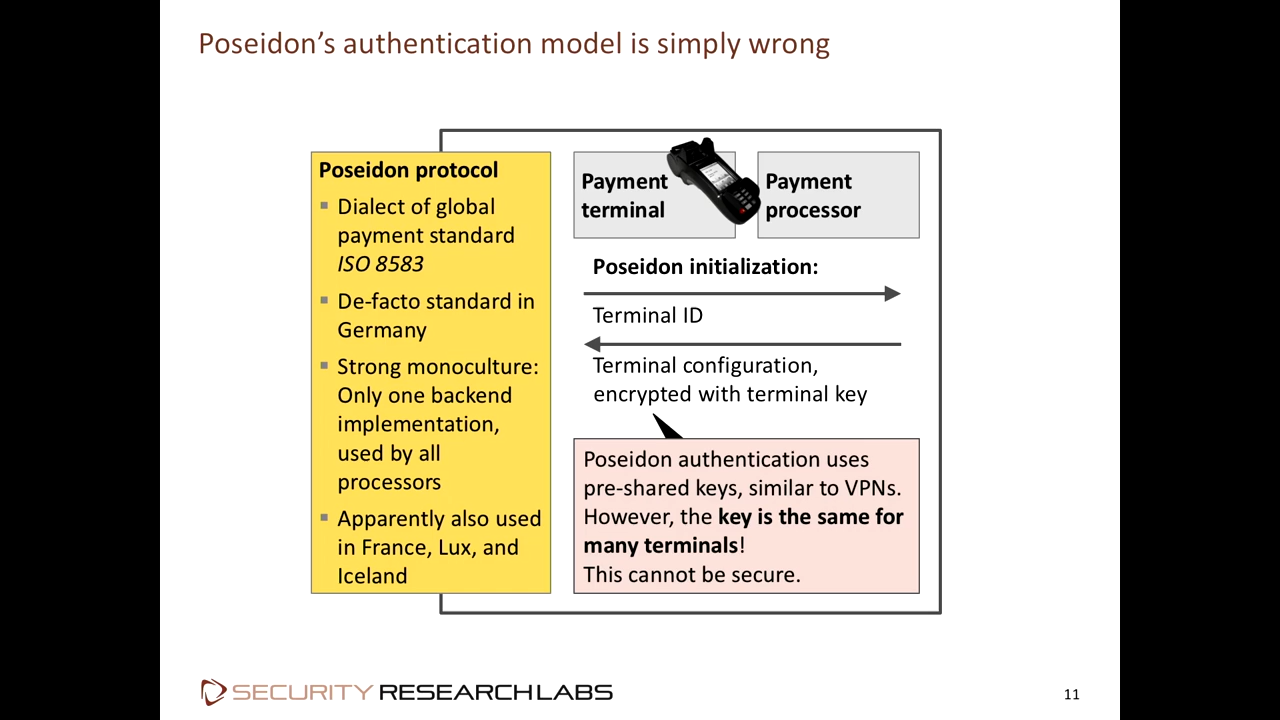 Poseidon's authentication model is simply wrong
Poseidon protocol
Dialect of global
payment standard
ISO 8583
De-facto standard in
Germany
Strong monoculture:
Only one backend
implementation,
used by all
processors
Apparently also used
in France, Lux, and
Iceland
Payment
terminal
Payment
processor
Poseidon initialization:
Terminal ID
Terminal configuration,
encrypted with terminal key
Poseidon authentication uses
pre-shared keys, similar to VPNs.
However, the key is the same for
many terminals!
This cannot be secure.
SECURITY RESEARCH LABS
11